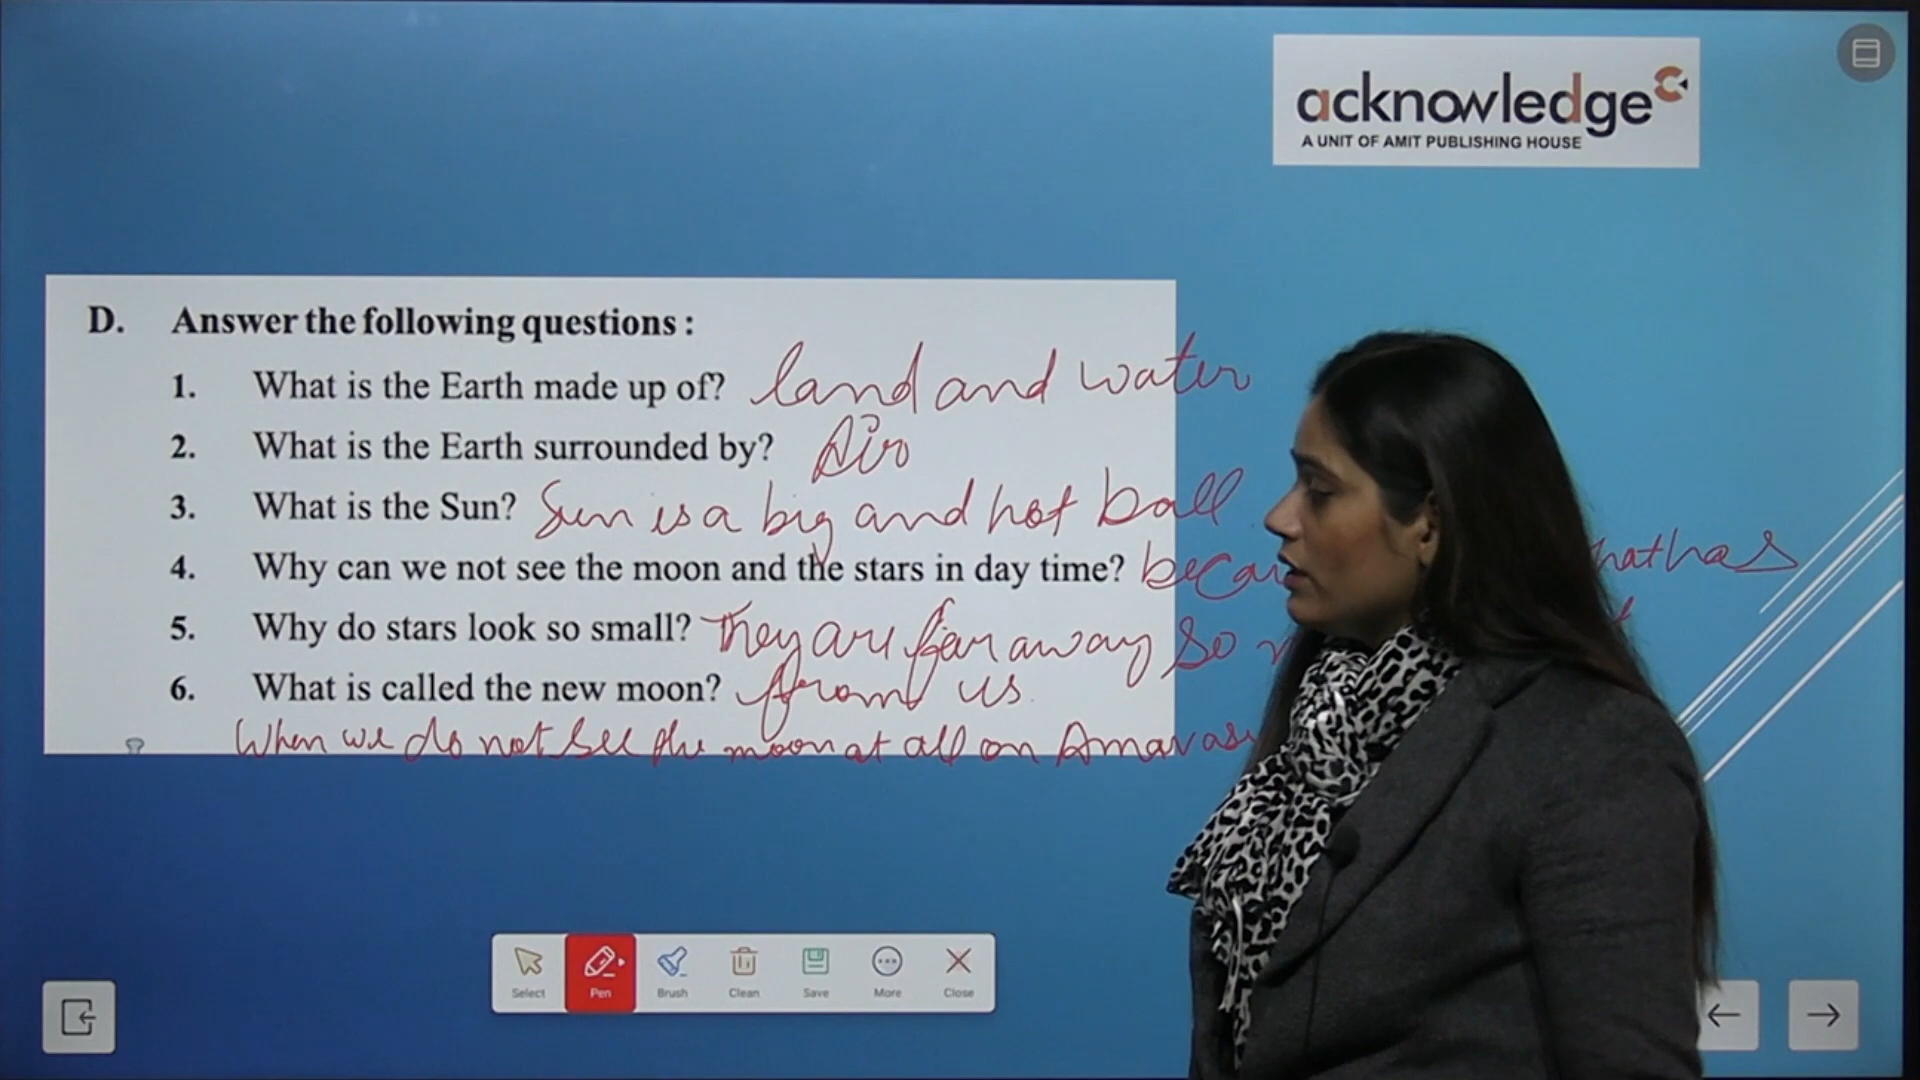 acknowledge
A UNIT OF AMIT PUBLISHING HOUSE
D. Answer the following questions :
1. What is the Earth made up of? land and water
2. What is the Earth surrounded by? Air
3. What is the Sun? Sun is a big and hot ball
4. Why can we not see the moon and the stars in day time? has
5. Why do stars look so small? They are far away so
from us.
6. What is called the new moon?
When we do not see the moon at all on
Select Pen Brush Clean Save More Close